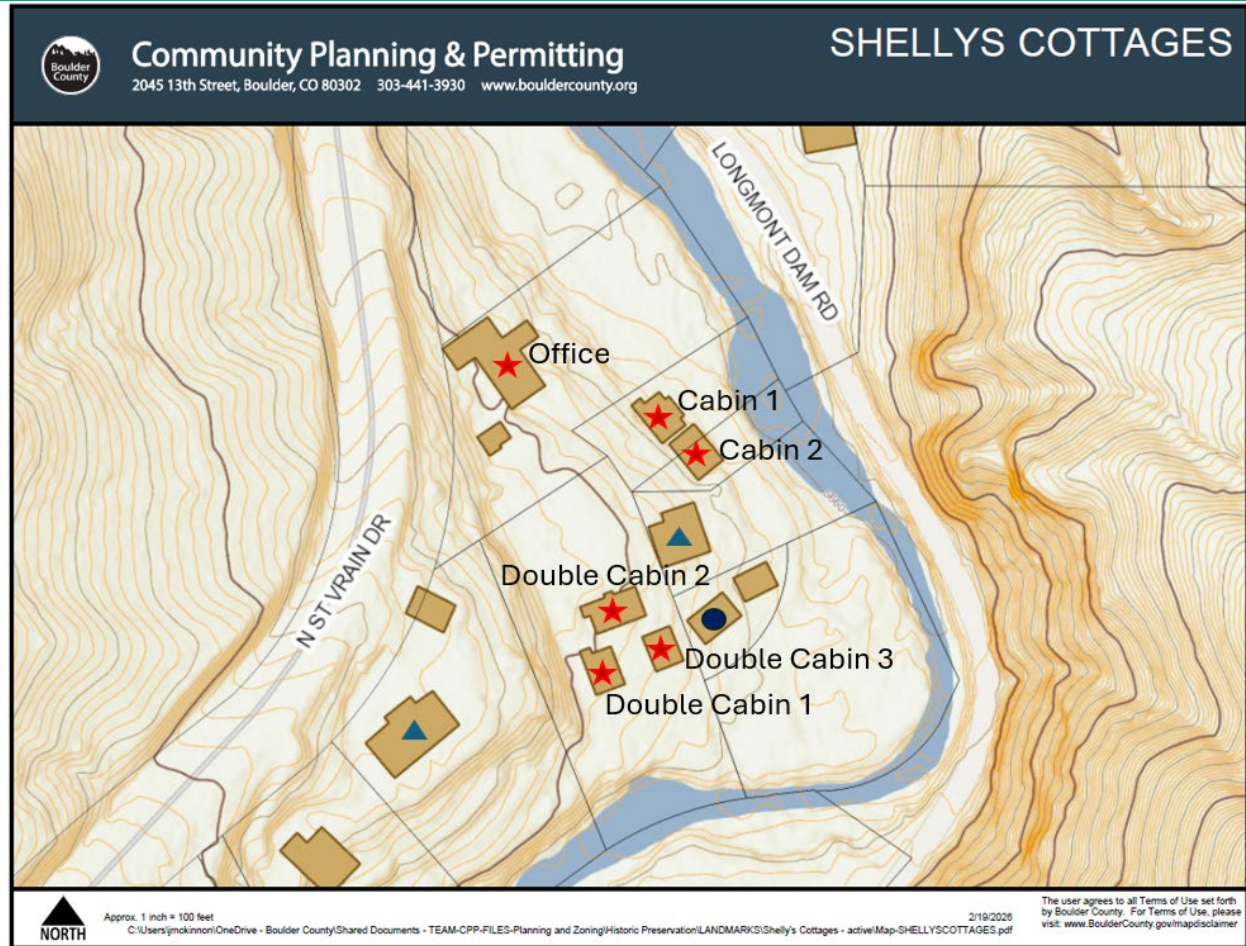 Boulder
County
Community Planning & Permitting
2045 13th Street, Boulder, CO 80302 303-441-3930 www.bouldercounty.org
SHELLYS COTTAGES
LONGMONT DAM RD
Office
Cabin 1
Cabin 2
N ST VRAIN DR
Double Cabin 2
Double Cabin 3
Double Cabin 1
NORTH
Approx. 1 inch = 100 feet
2/19/2026
C:\Users\jmckinnon\OneDrive - Boulder County\Shared Documents - TEAM-CPP-FILES-Planning and Zoning\Historic Preservation\LANDMARKS\Shelly's Cottages - active\Map-SHELLYSCOTTAGES.pdf
The user agrees to all Terms of Use set forth
by Boulder County. For Terms of Use, please
visit: www.BoulderCounty.gov/mapdisclaimer